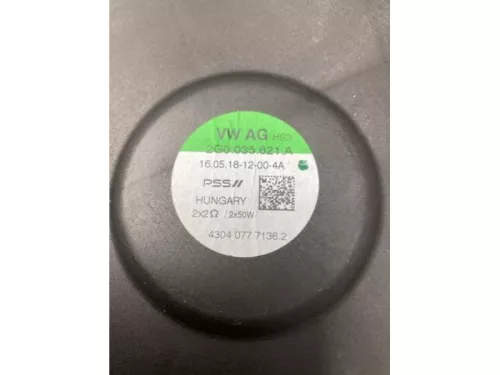 VW AG HS3
2G0.035.621.A
16.05.18-12-00-4A
PSS//
HUNGARY
2x2Ω / 2x50W
4304 077 7136.2